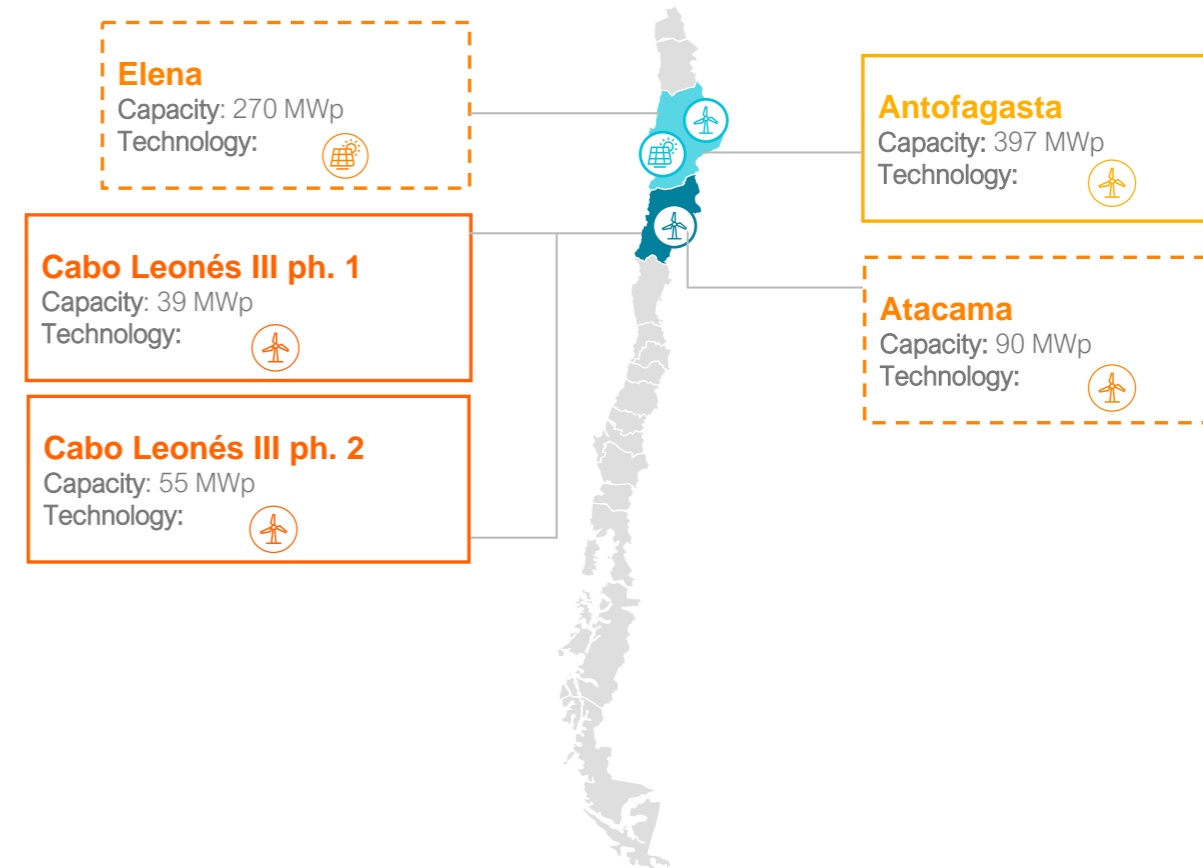 Elena
Capacity: 270 MWp
Technology:
Cabo Leonés III ph. 1
Capacity: 39 MWp
Technology:
Cabo Leonés III ph. 2
Capacity: 55 MWp
Technology:
Antofagasta
Capacity: 397 MWp
Technology:
Atacama
Capacity: 90 MWp
Technology: